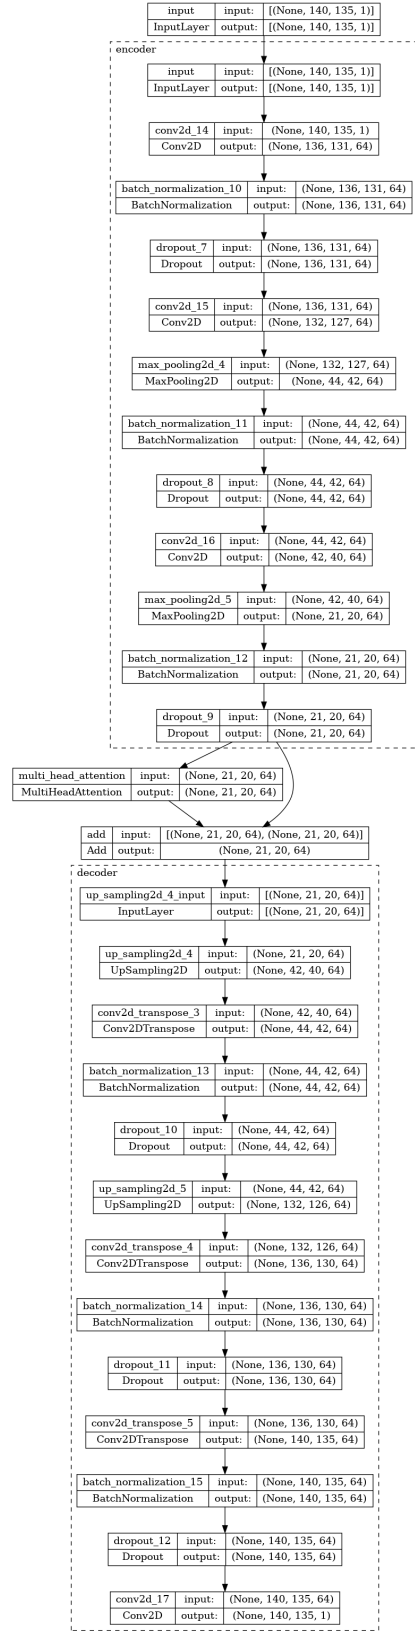 input input: [(None, 140, 135, 1)]
InputLayer output: [(None, 140, 135, 1)]
encoder
input input: [(None, 140, 135, 1)]
InputLayer output: [(None, 140, 135, 1)]
conv2d_14 input: (None, 140, 135, 1)
Conv2D output: (None, 136, 131, 64)
batch_normalization_10 input: (None, 136, 131, 64)
BatchNormalization output: (None, 136, 131, 64)
dropout_7 input: (None, 136, 131, 64)
Dropout output: (None, 136, 131, 64)
conv2d_15 input: (None, 136, 131, 64)
Conv2D output: (None, 132, 127, 64)
max_pooling2d_4 input: (None, 132, 127, 64)
MaxPooling2D output: (None, 44, 42, 64)
batch_normalization_11 input: (None, 44, 42, 64)
BatchNormalization output: (None, 44, 42, 64)
dropout_8 input: (None, 44, 42, 64)
Dropout output: (None, 44, 42, 64)
conv2d_16 input: (None, 44, 42, 64)
Conv2D output: (None, 42, 40, 64)
max_pooling2d_5 input: (None, 42, 40, 64)
MaxPooling2D output: (None, 21, 20, 64)
batch_normalization_12 input: (None, 21, 20, 64)
BatchNormalization output: (None, 21, 20, 64)
dropout_9 input: (None, 21, 20, 64)
Dropout output: (None, 21, 20, 64)
multi_head_attention input: (None, 21, 20, 64)
MultiHeadAttention output: (None, 21, 20, 64)
add input: [(None, 21, 20, 64), (None, 21, 20, 64)]
Add output: (None, 21, 20, 64)
decoder
up_sampling2d_4_input input: [(None, 21, 20, 64)]
InputLayer output: [(None, 21, 20, 64)]
up_sampling2d_4 input: (None, 21, 20, 64)
UpSampling2D output: (None, 42, 40, 64)
conv2d_transpose_3 input: (None, 42, 40, 64)
Conv2DTranspose output: (None, 44, 42, 64)
batch_normalization_13 input: (None, 44, 42, 64)
BatchNormalization output: (None, 44, 42, 64)
dropout_10 input: (None, 44, 42, 64)
Dropout output: (None, 44, 42, 64)
up_sampling2d_5 input: (None, 44, 42, 64)
UpSampling2D output: (None, 132, 126, 64)
conv2d_transpose_4 input: (None, 132, 126, 64)
Conv2DTranspose output: (None, 136, 130, 64)
batch_normalization_14 input: (None, 136, 130, 64)
BatchNormalization output: (None, 136, 130, 64)
dropout_11 input: (None, 136, 130, 64)
Dropout output: (None, 136, 130, 64)
conv2d_transpose_5 input: (None, 136, 130, 64)
Conv2DTranspose output: (None, 140, 135, 64)
batch_normalization_15 input: (None, 140, 135, 64)
BatchNormalization output: (None, 140, 135, 64)
dropout_12 input: (None, 140, 135, 64)
Dropout output: (None, 140, 135, 64)
conv2d_17 input: (None, 140, 135, 64)
Conv2D output: (None, 140, 135, 1)